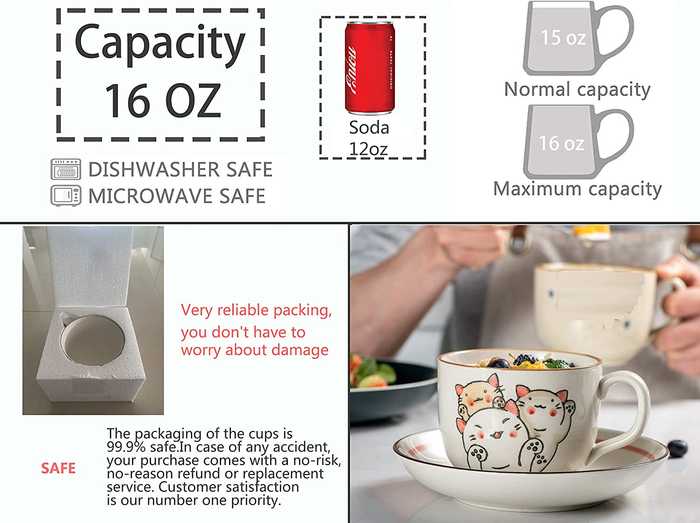 Capacity
16 OZ
DISHWASHER SAFE
MICROWAVE SAFE
Enjoy
Soda
12oz
15 oz
Normal capacity
16 oz
Maximum capacity
Very reliable packing,
you don't have to
worry about damage
SAFE
The packaging of the cups is
99.9% safe.In case of any accident,
your purchase comes with a no-risk,
no-reason refund or replacement
service. Customer satisfaction
is our number one priority.